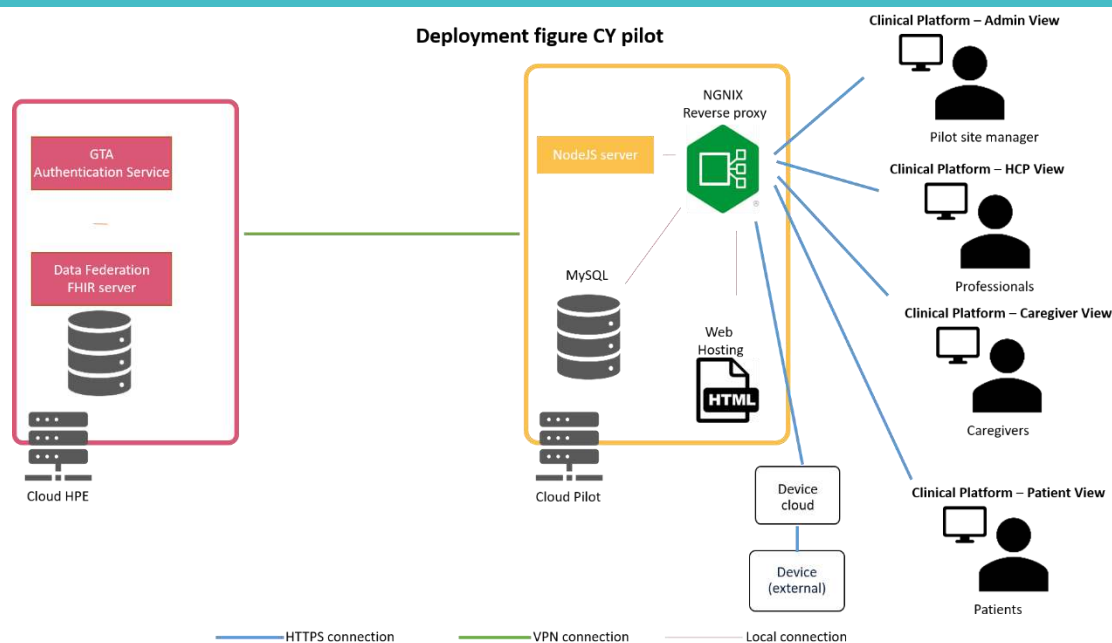 Deployment figure CY pilot
GTA
Authentication Service
Data Federation
FHIR server
Cloud HPE
NGNIX
Reverse proxy
®
NodeJS server
MySQL
Web
Hosting
HTML
Cloud Pilot
Device
cloud
Device
(external)
Clinical Platform – Admin View
Pilot site manager
Clinical Platform – HCP View
Professionals
Clinical Platform – Caregiver View
Caregivers
Clinical Platform – Patient View
Patients
HTTPS connection
VPN connection
Local connection